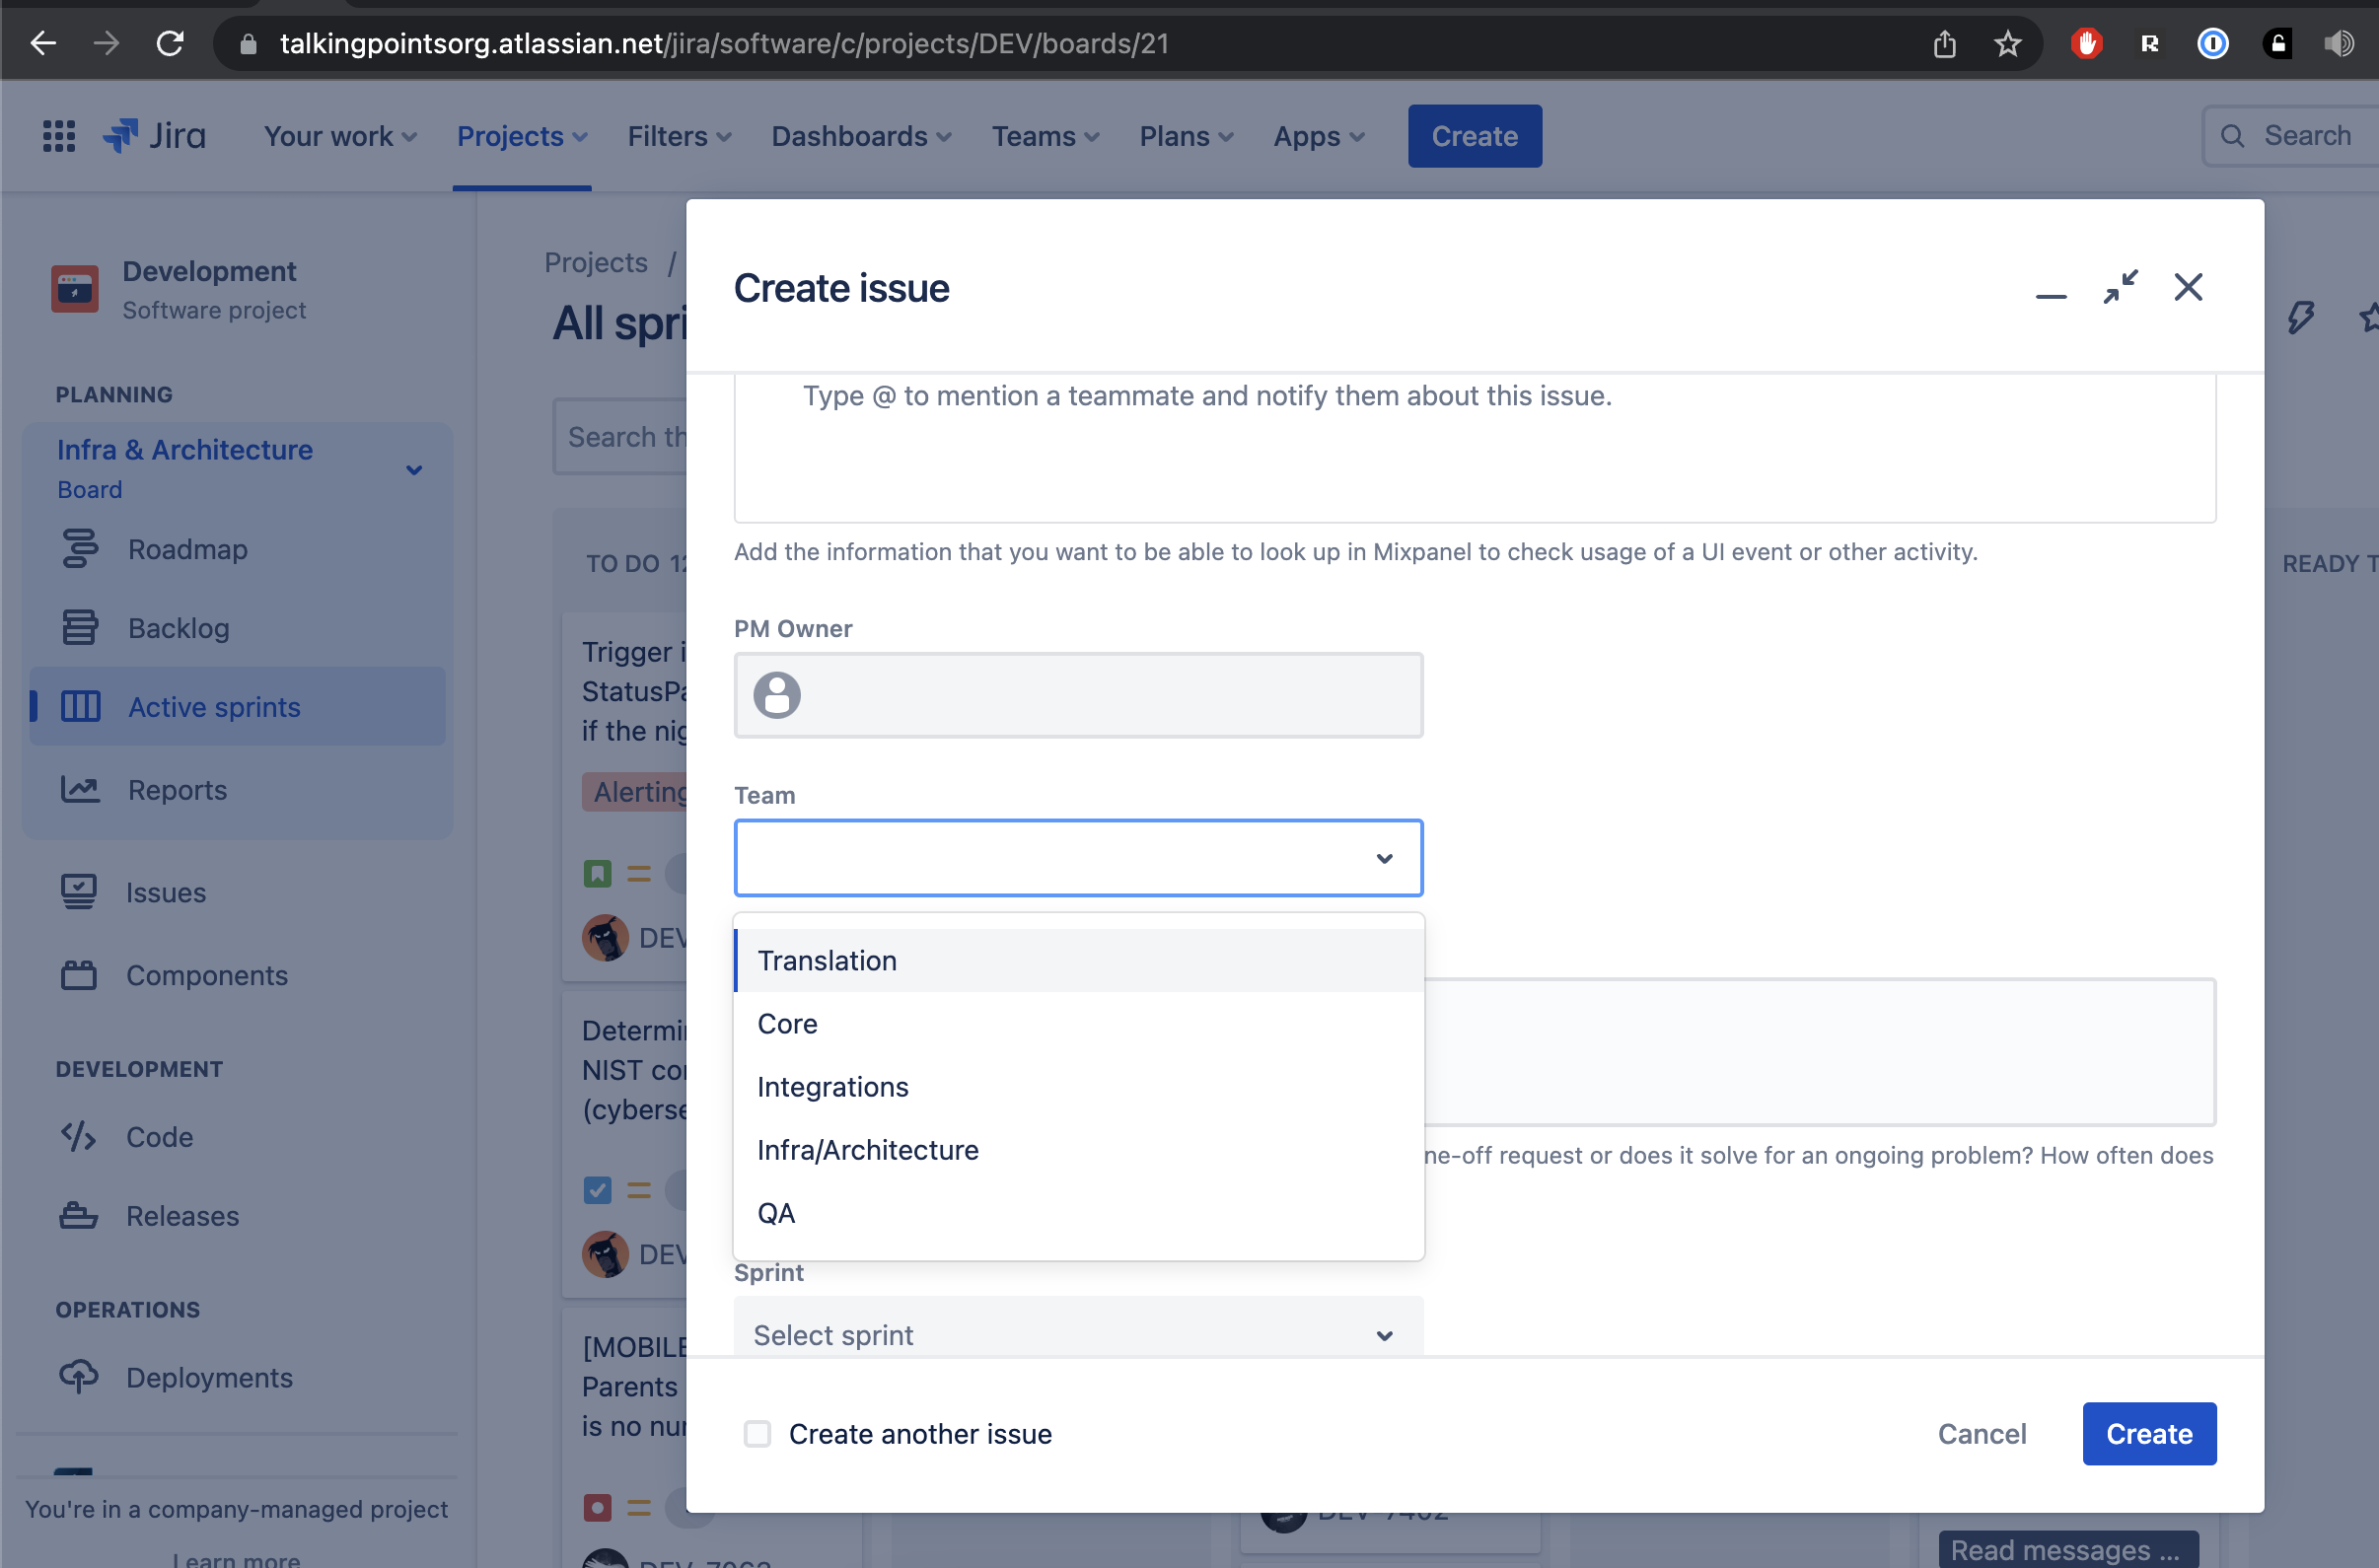 talkingpointsorg.atlassian.net/jira/software/c/projects/DEV/boards/21
Jira
Your work
Projects
Filters
Dashboards
Teams
Plans
Apps
Create
Search
Development
Software project
PLANNING
Infra & Architecture
Board
Roadmap
Backlog
Active sprints
Reports
Issues
Components
DEVELOPMENT
Code
Releases
OPERATIONS
Deployments
You're in a company-managed project
Learn more
Projects /
All spri
Search th
TO DO 12
Trigger i
StatusPa
if the nig
Alerting
DEV
Determi
NIST co
(cyberse
DEV
[MOBILE
Parents
is no nu
Create issue
Type @ to mention a teammate and notify them about this issue.
Add the information that you want to be able to look up in Mixpanel to check usage of a UI event or other activity.
PM Owner
Team
Translation
Core
Integrations
Infra/Architecture
QA
ne-off request or does it solve for an ongoing problem? How often does
Sprint
Select sprint
Create another issue
Cancel
Create
READY T
Read messages ...